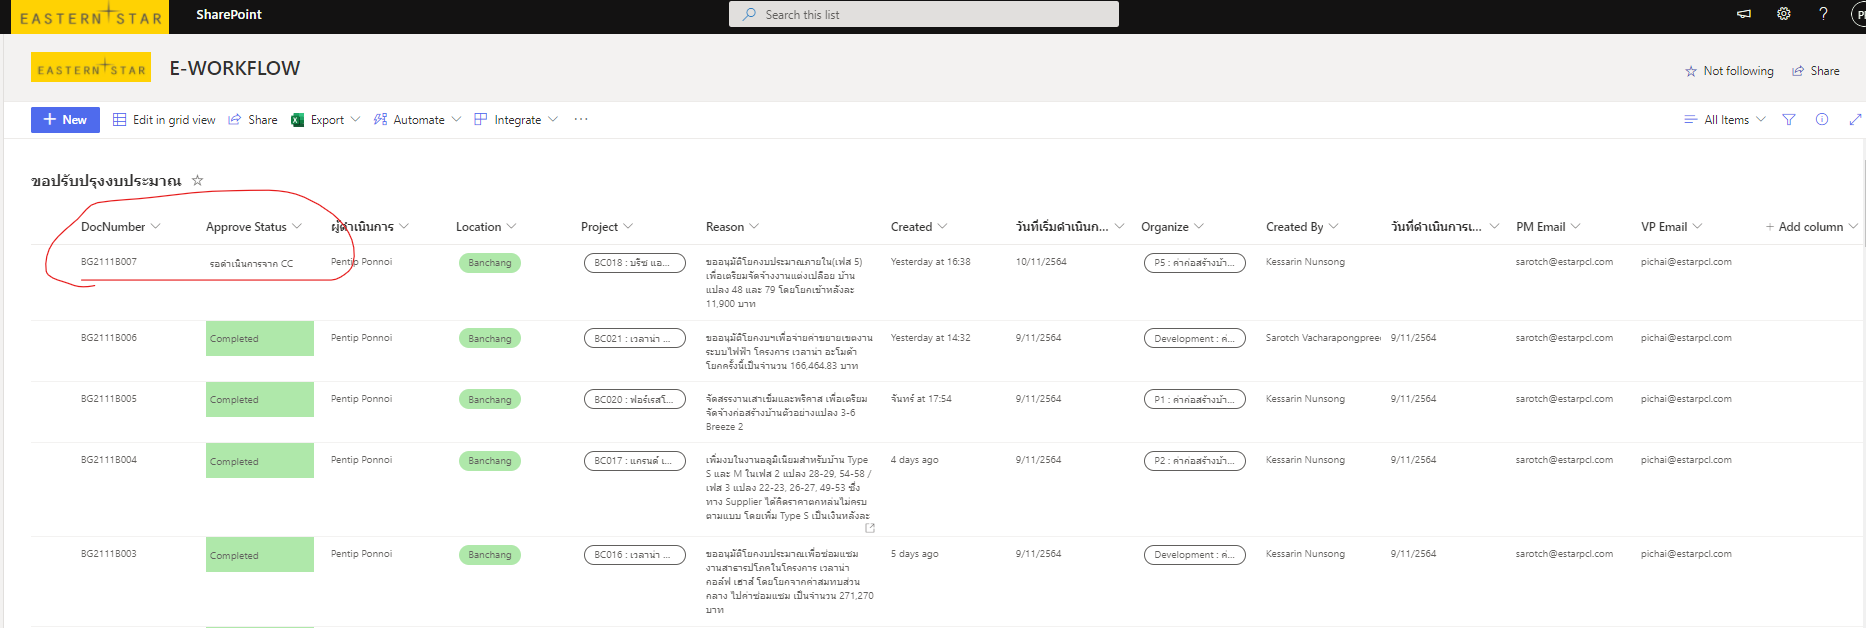 EASTERN STAR
SharePoint
Search this list
EASTERN STAR
E-WORKFLOW
Not following
Share
New
Edit in grid view
Share
Export
Automate
Integrate
All Items
ขอปรับปรุงงบประมาณ
DocNumber
Approve Status
ผู้ดำเนินการ
Location
Project
Reason
Created
วันที่เริ่มดำเนินก...
Organize
Created By
วันที่ดำเนินการเ...
PM Email
VP Email
Add column
BG2111B007
รอดำเนินการจาก CC
Pentip Ponnoi
Banchang
BC018 : บรีซ แอ...
ขออนุมัติโยกงบประมาณภายใน(เฟส 5)
เพื่อเตรียมจัดจ้างงานแต่งเปลือย บ้าน
แปลง 48 และ 79 โดยโยกเข้าหลังละ
11,900 บาท
Yesterday at 16:38
10/11/2564
P5 : ค่าก่อสร้างบ้า...
Kessarin Nunsong
sarotch@estarpcl.com
pichai@estarpcl.com
BG2111B006
Completed
Pentip Ponnoi
Banchang
BC021 : เวลาน่า ...
ขออนุมัติโยกงบฯเพื่อจ่ายค่าขยายเขตงาน
ระบบไฟฟ้า โครงการ เวลาน่า อะโมด้า
โยกครั้งนี้เป็นจำนวน 166,464.83 บาท
Yesterday at 14:32
9/11/2564
Development : ค่...
Sarotch Vacharapongpree
9/11/2564
sarotch@estarpcl.com
pichai@estarpcl.com
BG2111B005
Completed
Pentip Ponnoi
Banchang
BC020 : ฟอร์เรสโ...
จัดสรรงานเสาเข็มและพรีคาส เพื่อเตรียม
จัดจ้างก่อสร้างบ้านตัวอย่างแปลง 3-6
Breeze 2
จันทร์ at 17:54
9/11/2564
P1 : ค่าก่อสร้างบ้า...
Kessarin Nunsong
9/11/2564
sarotch@estarpcl.com
pichai@estarpcl.com
BG2111B004
Completed
Pentip Ponnoi
Banchang
BC017 : แกรนด์ เ...
เพิ่มงบในงานอลูมิเนียมสำหรับบ้าน Type
S และ M ในเฟส 2 แปลง 28-29, 54-58 /
เฟส 3 แปลง 22-23, 26-27, 49-53 ซึ่ง
ทาง Supplier ได้คิดราคาตกหล่นไม่ครบ
ตามแบบ โดยเพิ่ม Type S เป็นเงินหลังละ
4 days ago
9/11/2564
P2 : ค่าก่อสร้างบ้า...
Kessarin Nunsong
9/11/2564
sarotch@estarpcl.com
pichai@estarpcl.com
BG2111B003
Completed
Pentip Ponnoi
Banchang
BC016 : เวลาน่า ...
ขออนุมัติโยกงบประมาณเพื่อซ่อมแซม
งานสาธารปโภคในโครงการ เวลาน่า
กอล์ฟ เฮาส์ โดยโยกจากค่าสมทบส่วน
กลาง ไปค่าซ่อมแซม เป็นจำนวน 271,270
บาท
5 days ago
9/11/2564
Development : ค่...
Kessarin Nunsong
9/11/2564
sarotch@estarpcl.com
pichai@estarpcl.com